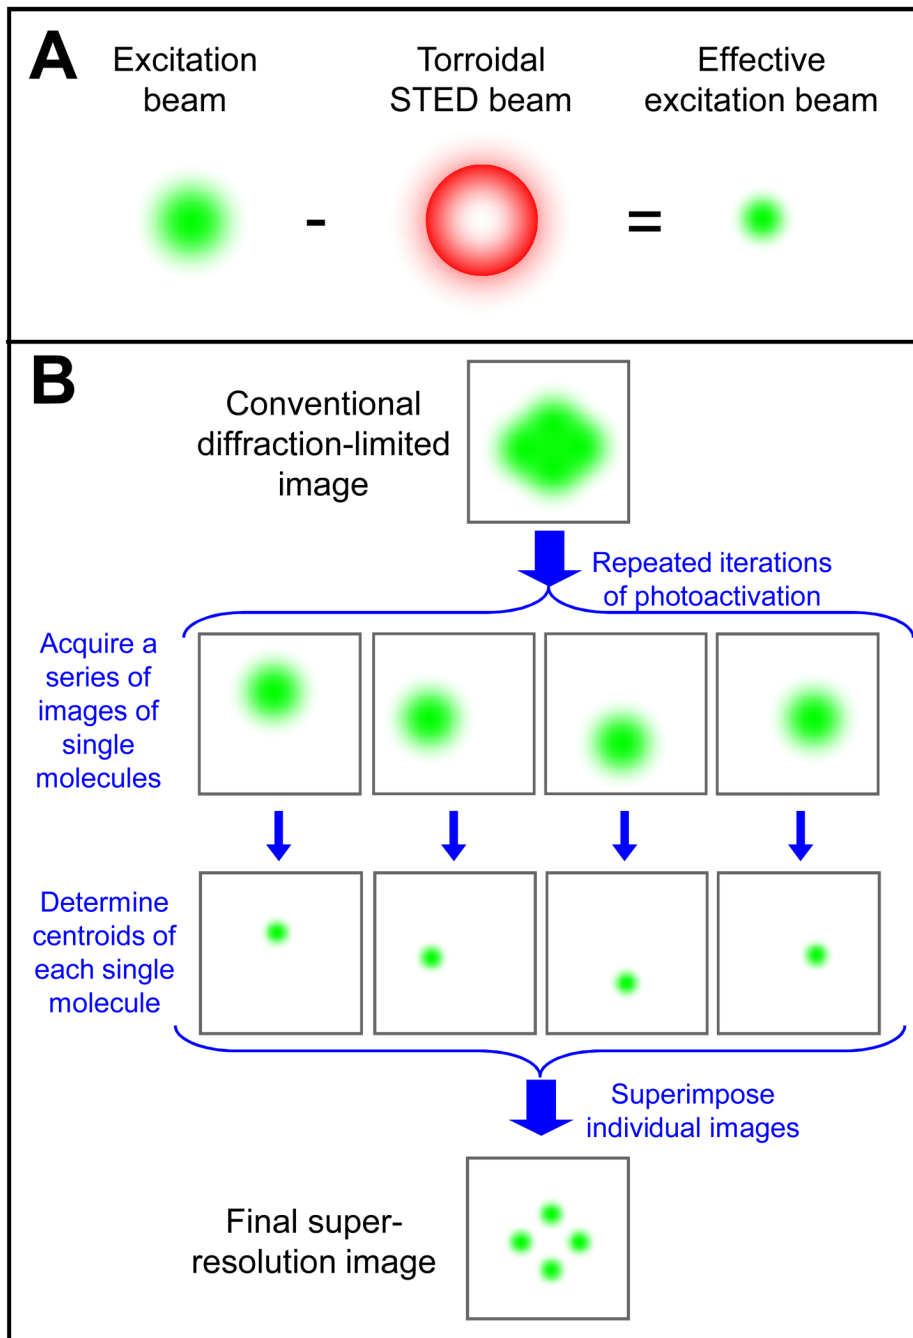 A
Excitation
beam
Torroidal
STED beam
Effective
excitation beam
-
=
B
Conventional
diffraction-limited
image
Repeated iterations
of photoactivation
Acquire a
series of
images of
single
molecules
Determine
centroids of
each single
molecule
Superimpose
individual images
Final super-
resolution image